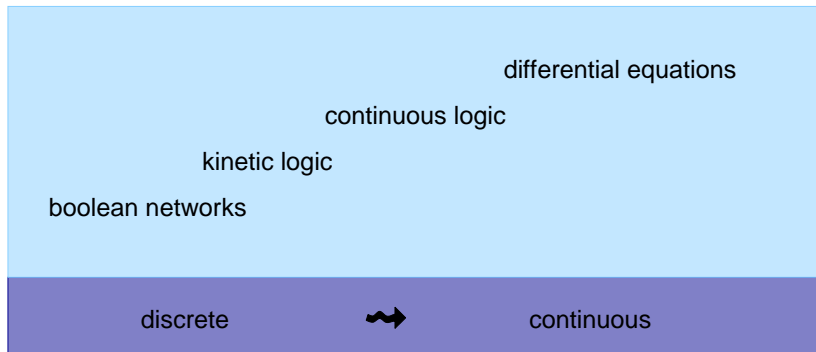 differential equations
continuous logic
kinetic logic
boolean networks
discrete ⇝ continuous